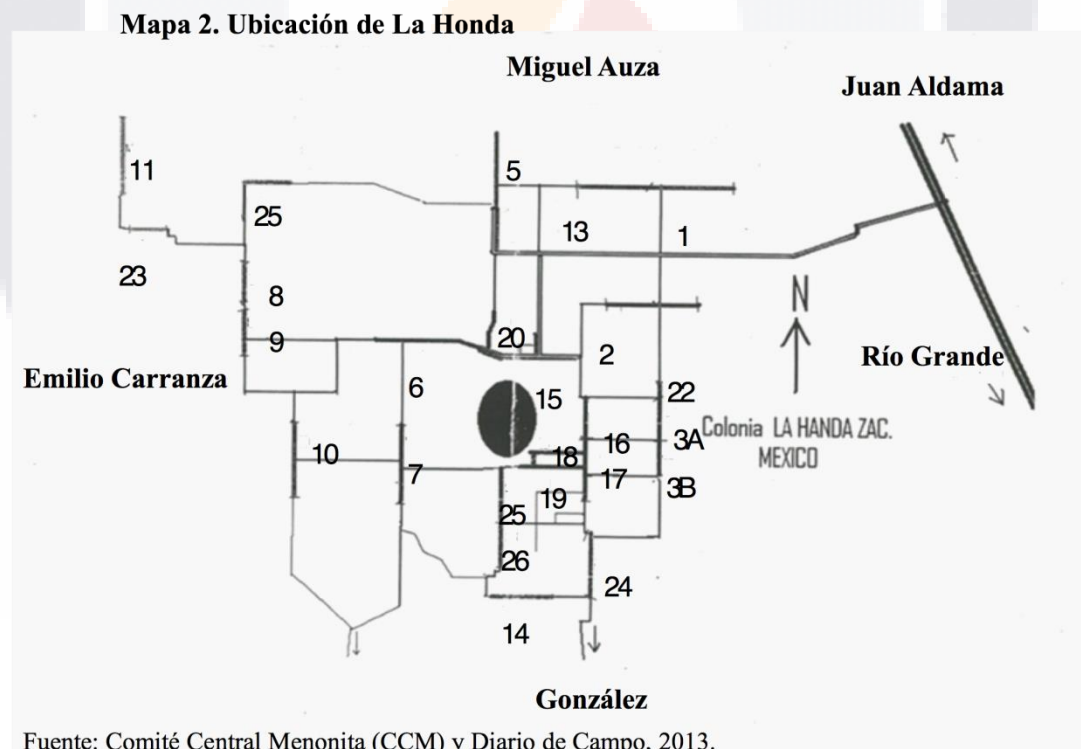 Mapa 2. Ubicación de La Honda
Miguel Auza
Juan Aldama
11
5
25
13
1
23
8
N
20
9
2
Río Grande
Emilio Carranza
6
15
22
Colonia LA HANDA ZAC.
MEXICO
16
3A
10
18
7
17
3B
19
25
26
24
14
González
Fuente: Comité Central Menonita (CCM) y Diario de Campo, 2013.